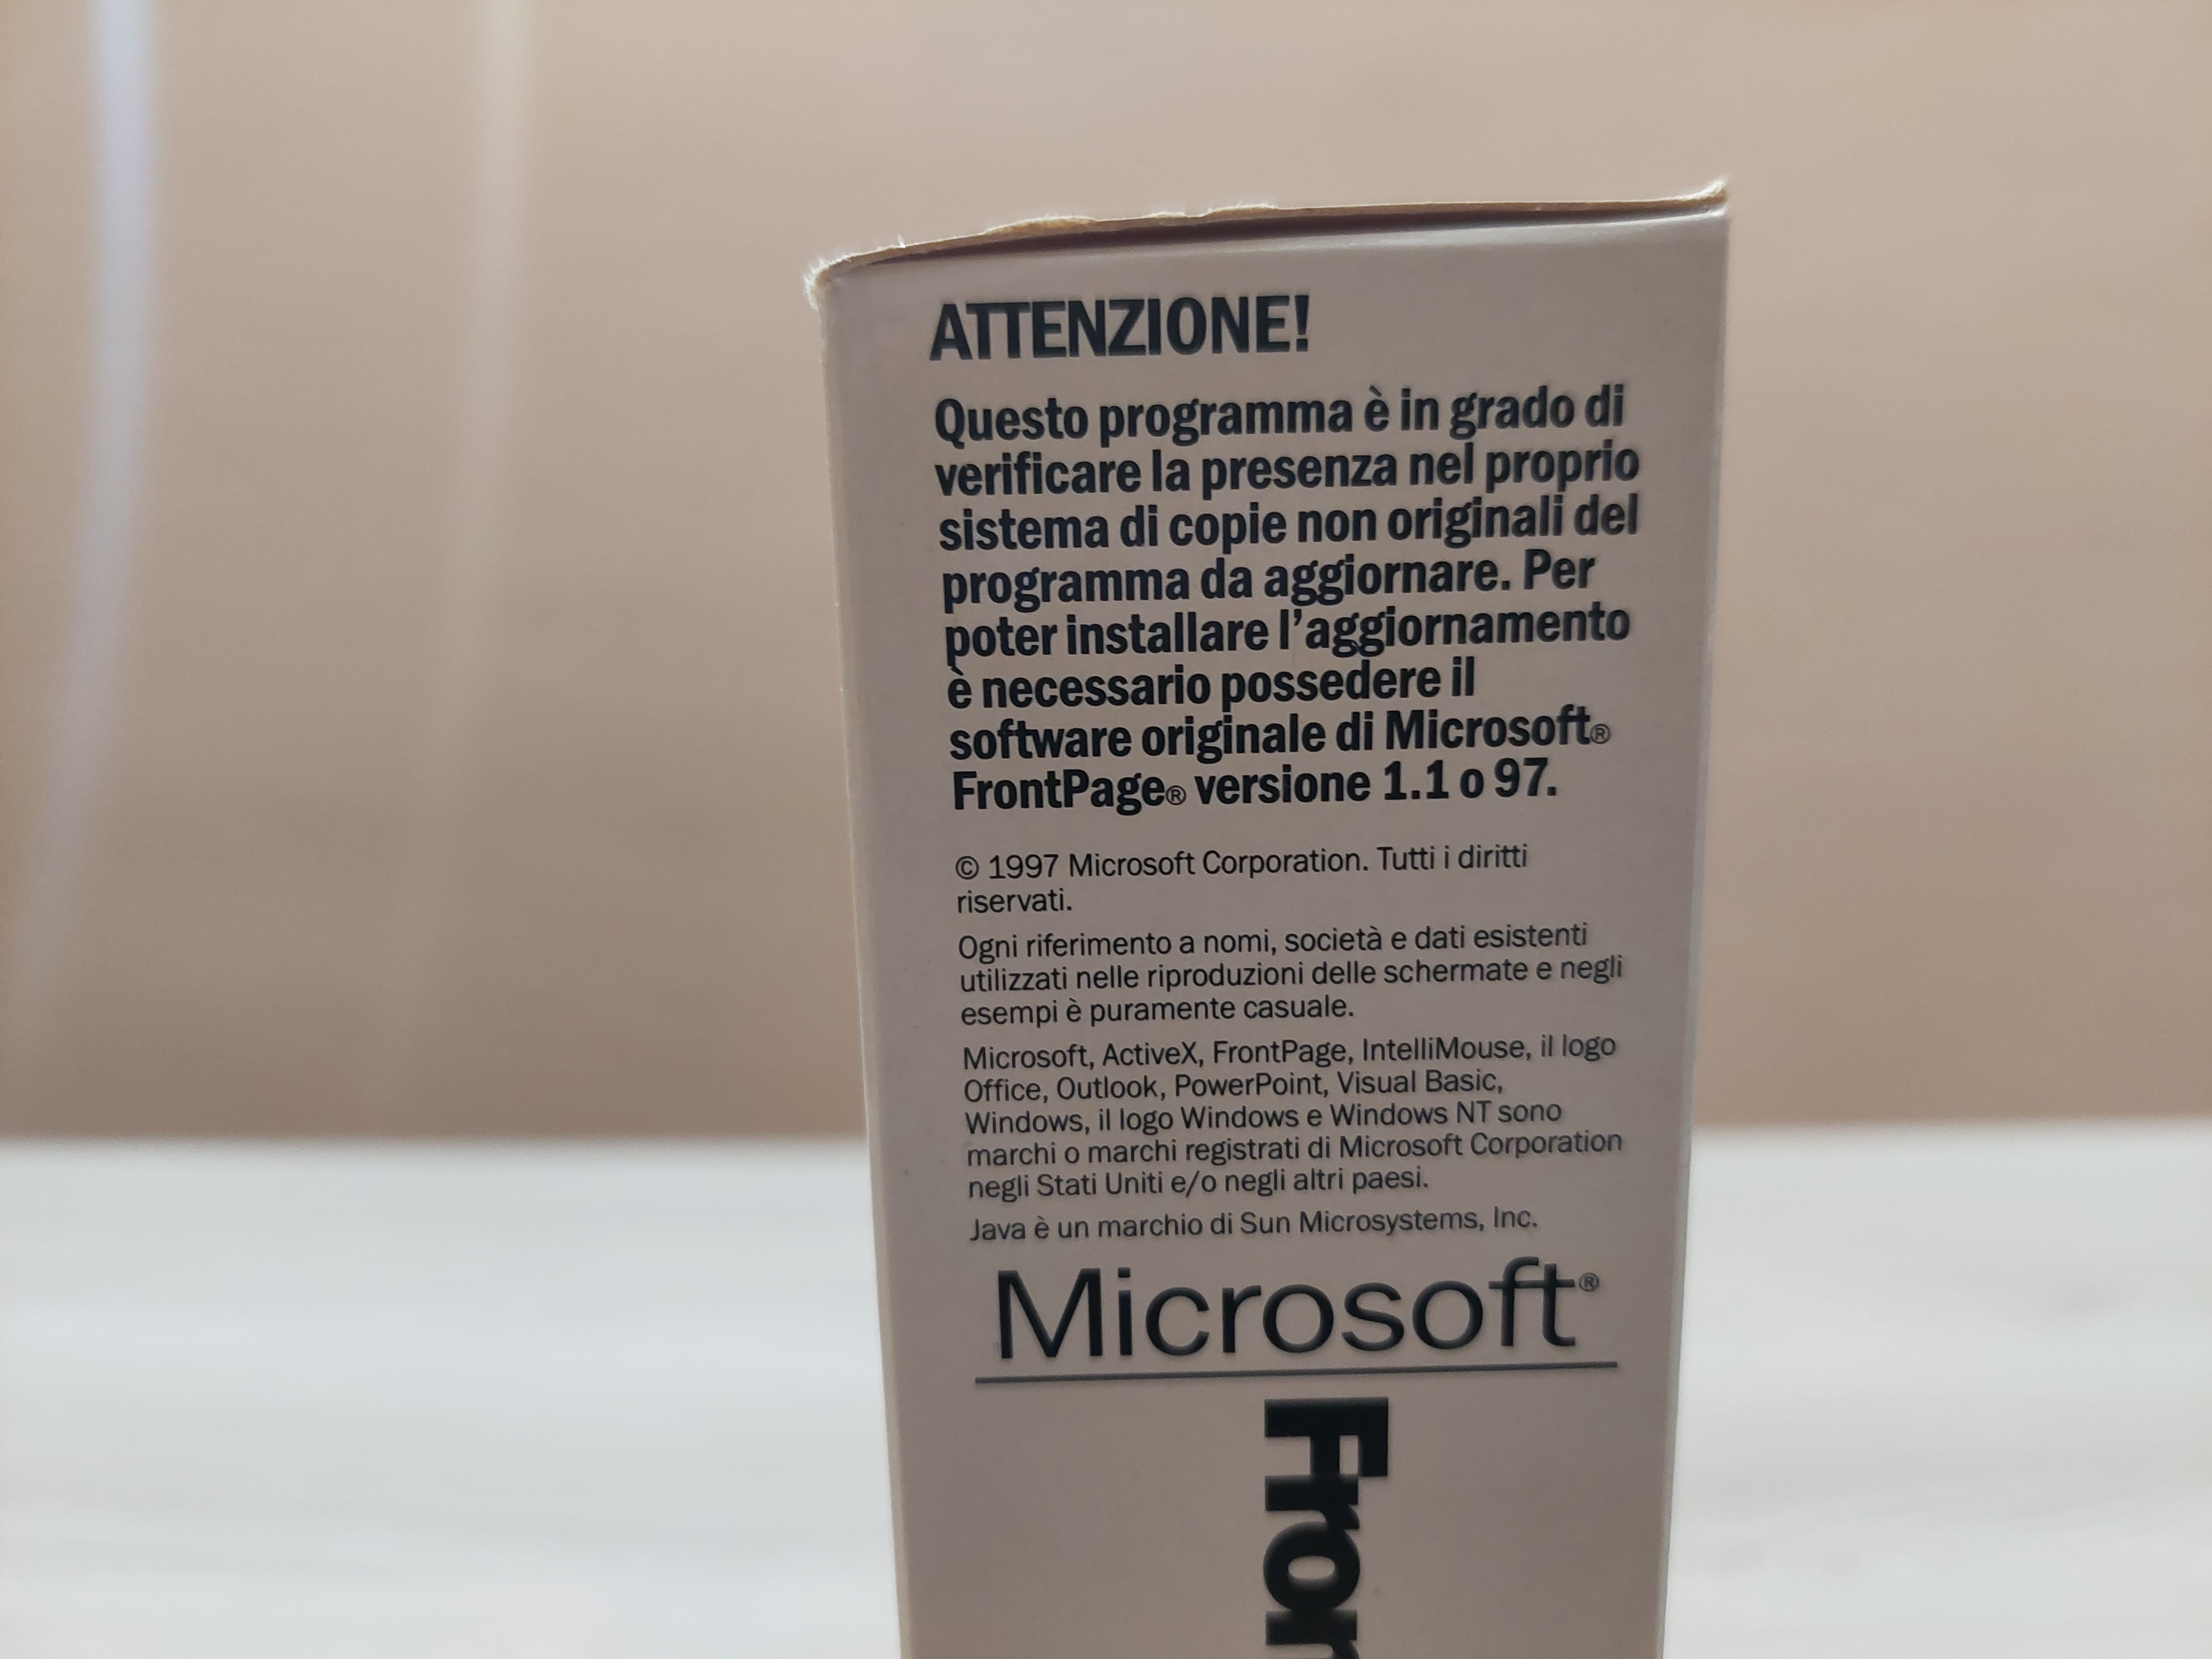 ATTENZIONE!
Questo programma è in grado di
verificare la presenza nel proprio
sistema di copie non originali del
programma da aggiornare. Per
poter installare l’aggiornamento
è necessario possedere il
software originale di Microsoft®
FrontPage® versione 1.1 o 97.
© 1997 Microsoft Corporation. Tutti i diritti
riservati.
Ogni riferimento a nomi, società e dati esistenti
utilizzati nelle riproduzioni delle schermate e negli
esempi è puramente casuale.
Microsoft, ActiveX, FrontPage, IntelliMouse, il logo
Office, Outlook, PowerPoint, Visual Basic,
Windows, il logo Windows e Windows NT sono
marchi o marchi registrati di Microsoft Corporation
negli Stati Uniti e/o negli altri paesi.
Java è un marchio di Sun Microsystems, Inc.
Microsoft®
Fron